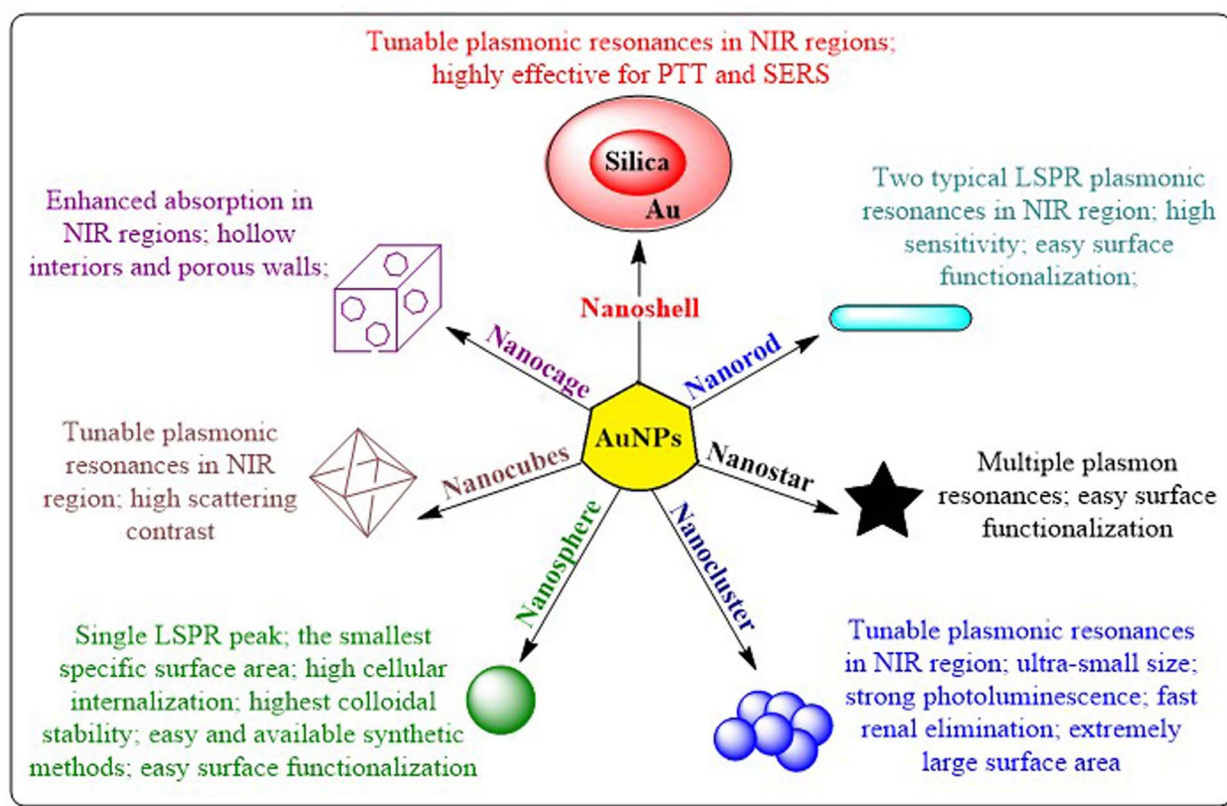 Tunable plasmonic resonances in NIR regions;
highly effective for PTT and SERS
Silica
Au
Nanoshell
Enhanced absorption in
NIR regions; hollow
interiors and porous walls;
Nanocage
Two typical LSPR plasmonic
resonances in NIR region; high
sensitivity; easy surface
functionalization;
Nanorod
AuNPs
Tunable plasmonic
resonances in NIR
region; high scattering
contrast
Nanocubes
Nanostar
Multiple plasmon
resonances; easy surface
functionalization
Nanosphere
Single LSPR peak; the smallest
specific surface area; high cellular
internalization; highest colloidal
stability; easy and available synthetic
methods; easy surface functionalization
Nanocluster
Tunable plasmonic resonances
in NIR region; ultra-small size;
strong photoluminescence; fast
renal elimination; extremely
large surface area